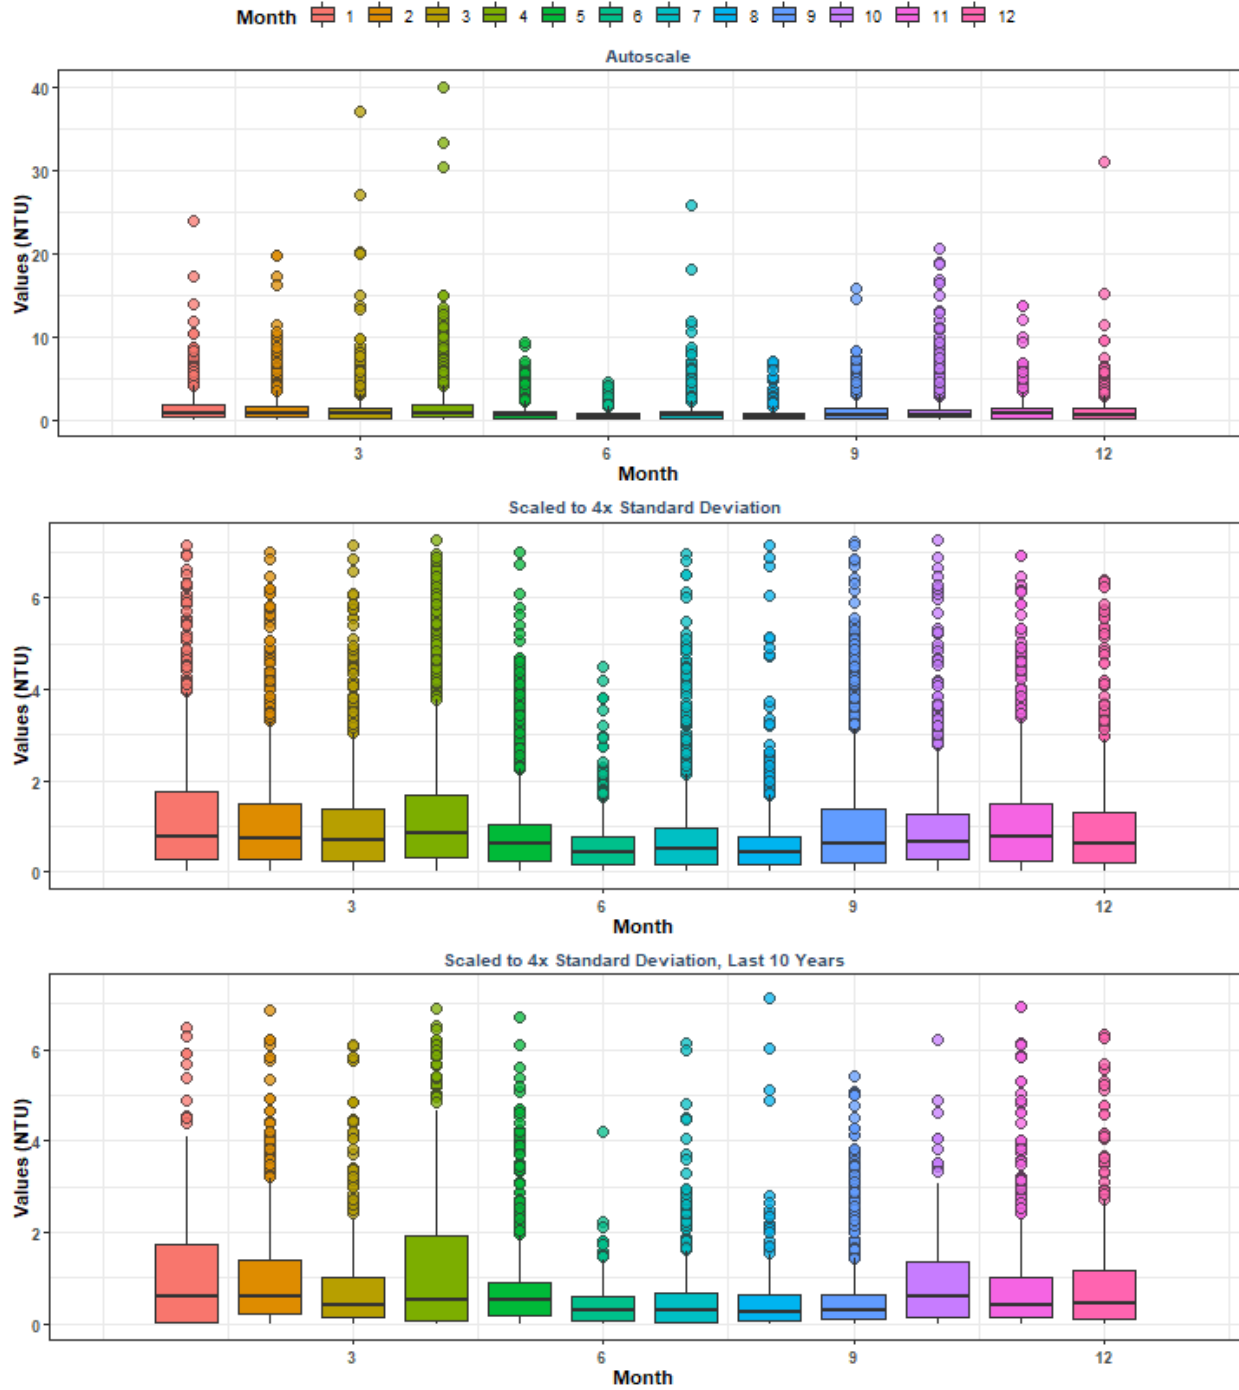 Month 1 2 3 4 5 6 7 8 9 10 11 12
Autoscale
Values (NTU)
40
30
20
10
0
3 6 9 12
Month
Scaled to 4x Standard Deviation
Values (NTU)
6
4
2
0
3 6 9 12
Month
Scaled to 4x Standard Deviation, Last 10 Years
Values (NTU)
6
4
2
0
3 6 9 12
Month